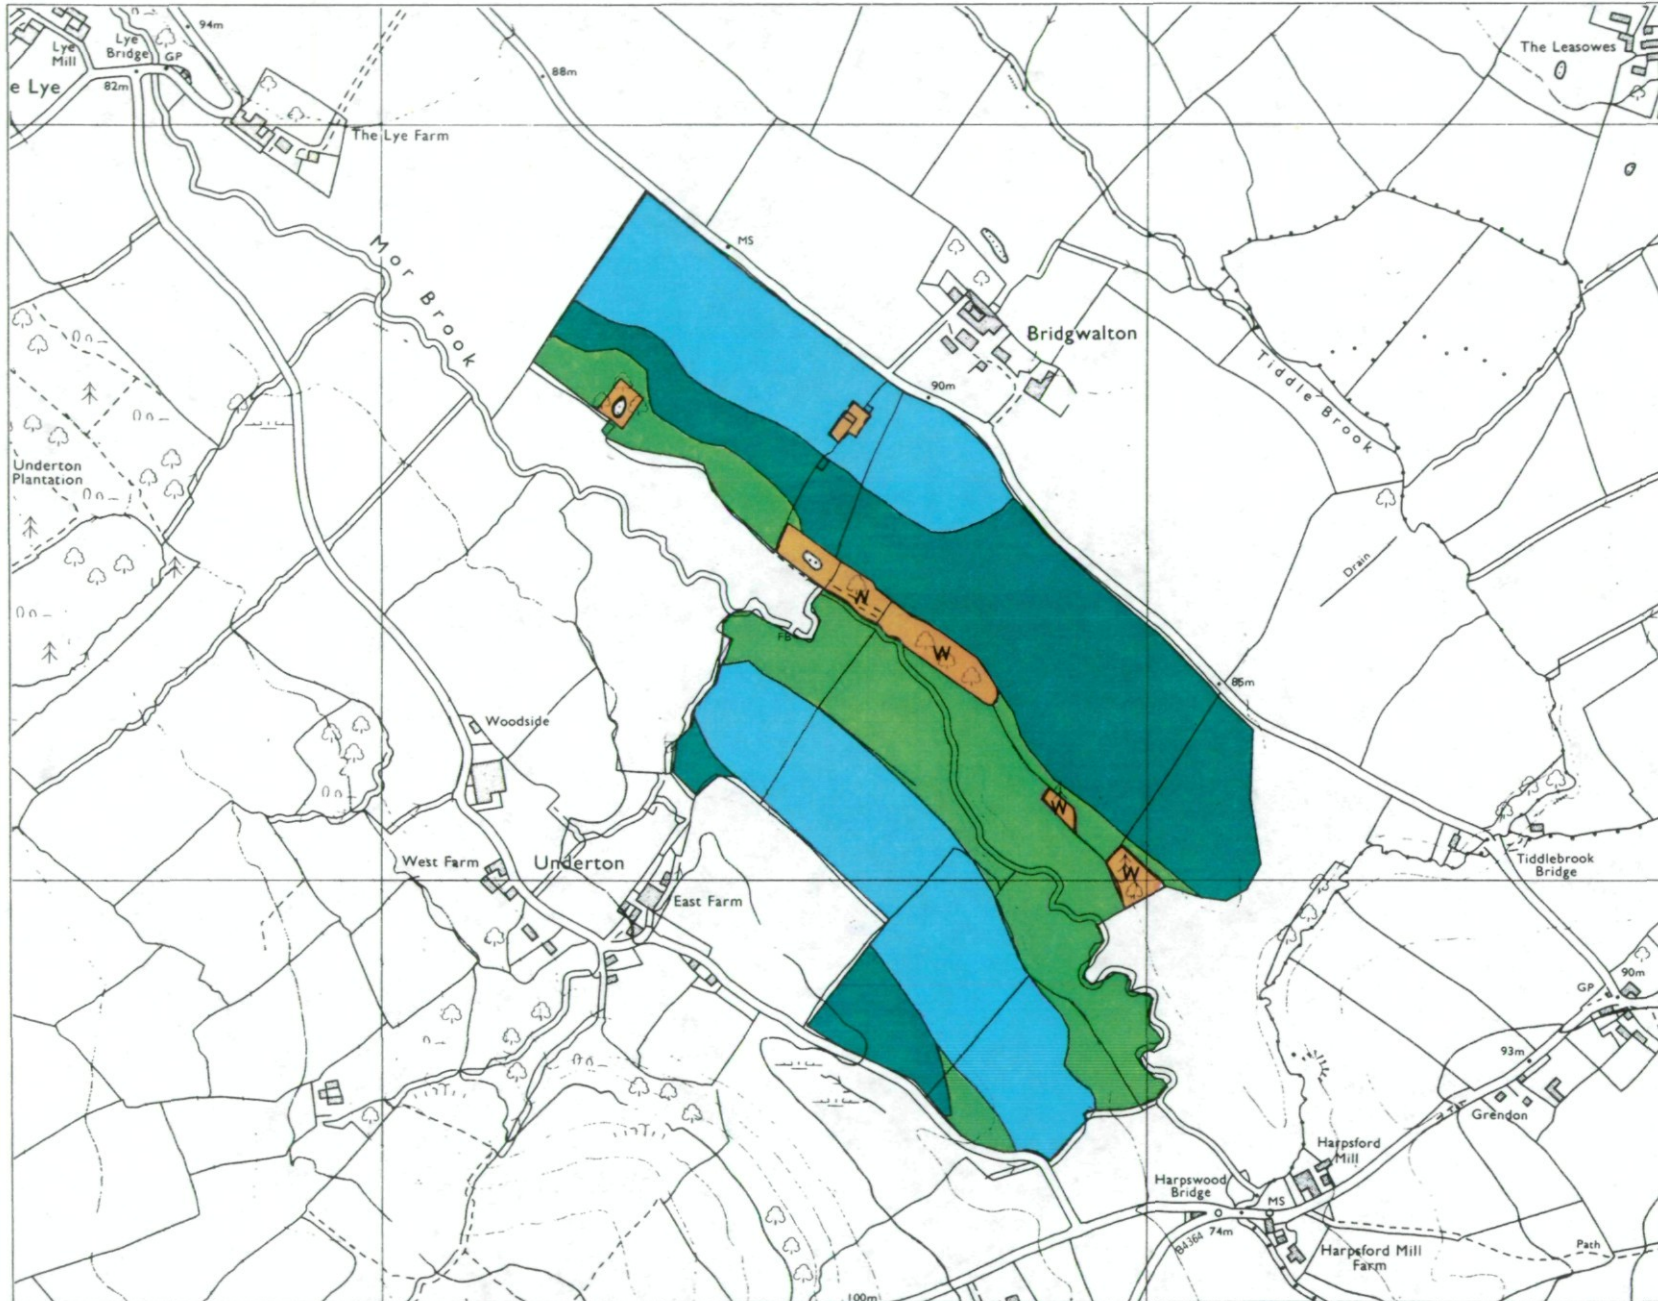 94m
Lye
Bridge
GP
Lye
Mill
82m
e Lye
88m
The Leasowes
The Lye Farm
Mor Brook
MS
Bridgwalton
90m
Tiddle Brook
Underton
Plantation
Drain
N
W
FB
85m
Woodside
W
West Farm
Underton
W
Tiddlebrook
Bridge
East Farm
90m
GP
93m
Grendon
Harpsford
Mill
Harpswood
Bridge
MS
74m
B4364
Harpsford Mill
Farm
Path
100m